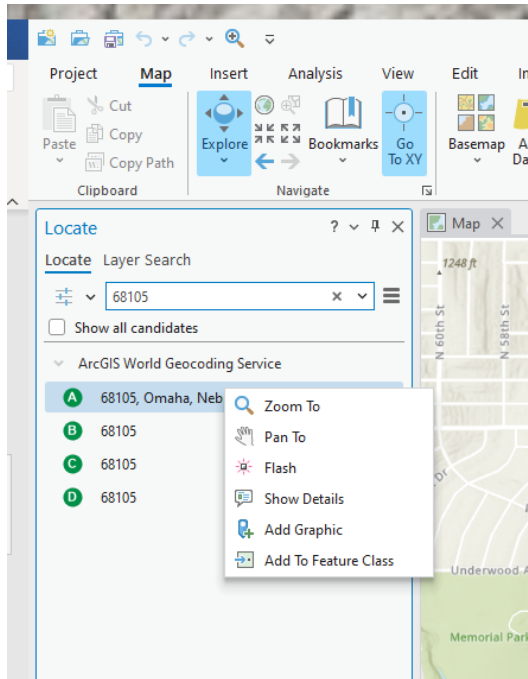 Project Map Insert Analysis View Edit
Paste
Cut
Copy
Copy Path
Clipboard
Explore
Bookmarks
Go
To XY
Navigate
Basemap
Locate ?
Locate Layer Search
68105
Show all candidates
ArcGIS World Geocoding Service
A 68105, Omaha, Neb
B 68105
C 68105
D 68105
Zoom To
Pan To
Flash
Show Details
Add Graphic
Add To Feature Class
Map
1248 ft
N 60th St
N 58th St
Dr
Underwood A
Memorial Park